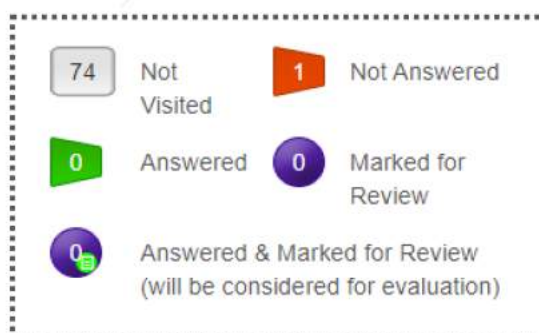 74 Not Visited
1 Not Answered
0 Answered
0 Marked for Review
0 Answered & Marked for Review
(will be considered for evaluation)